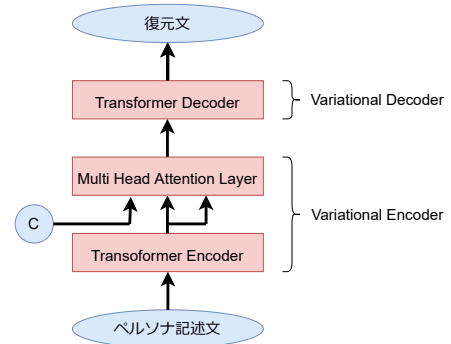 復元文
Transformer Decoder
Variational Decoder
Multi Head Attention Layer
Variational Encoder
C
Transoformer Encoder
ペルソナ記述文